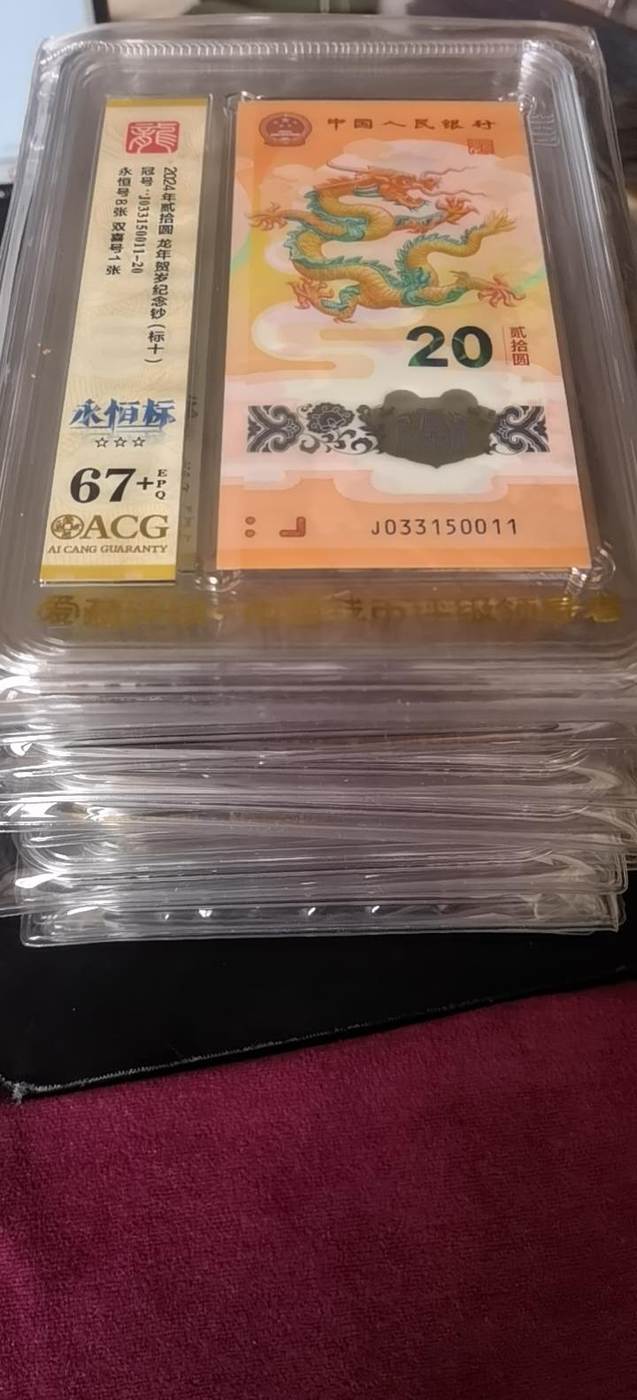 龍
2024年贰拾圆 龙年贺岁纪念钞（标十）
冠号：J033150011-20
永恒号8张 双喜号1张
永恒标
☆☆☆
67+EPQ
ACG
AI CANG GUARANTY
中国人民银行
20
贰拾圆
J033150011